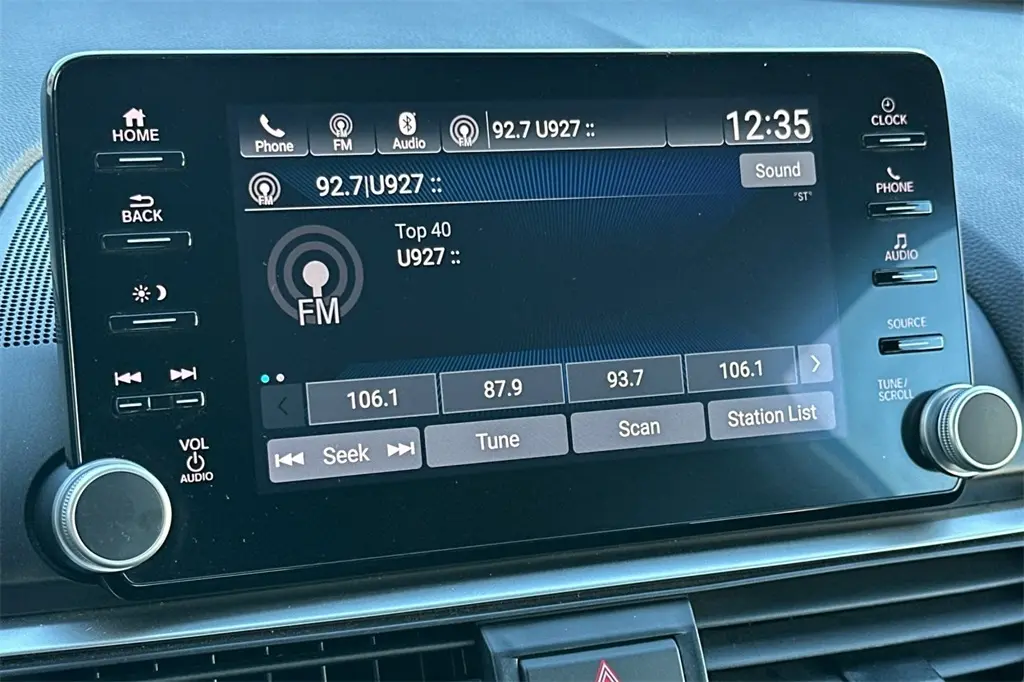 HOME
BACK
VOL
AUDIO
Phone
FM
Audio
FM
92.7 U927 ::
12:35
FM
92.7|U927 ::
Sound
"ST"
FM
Top 40
U927 ::
106.1
87.9
93.7
106.1
Seek
Tune
Scan
Station List
CLOCK
PHONE
AUDIO
SOURCE
TUNE/
SCROLL